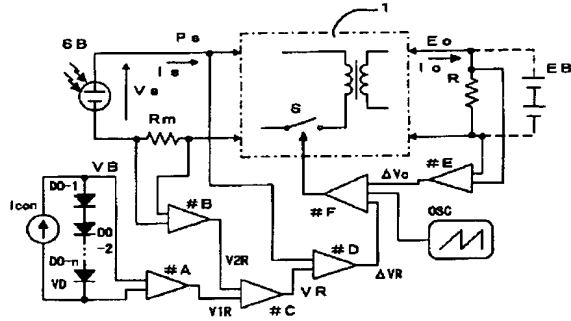 1
SB
Ps
Is
Vs
Rm
S
Eo
Io
R
EB
#E
ΔVo
#F
OSC
VB
DO-1
Icon
DO
-2
DO-n
VD
#B
#A
V2R
V1R
#C
VR
#D
ΔVR